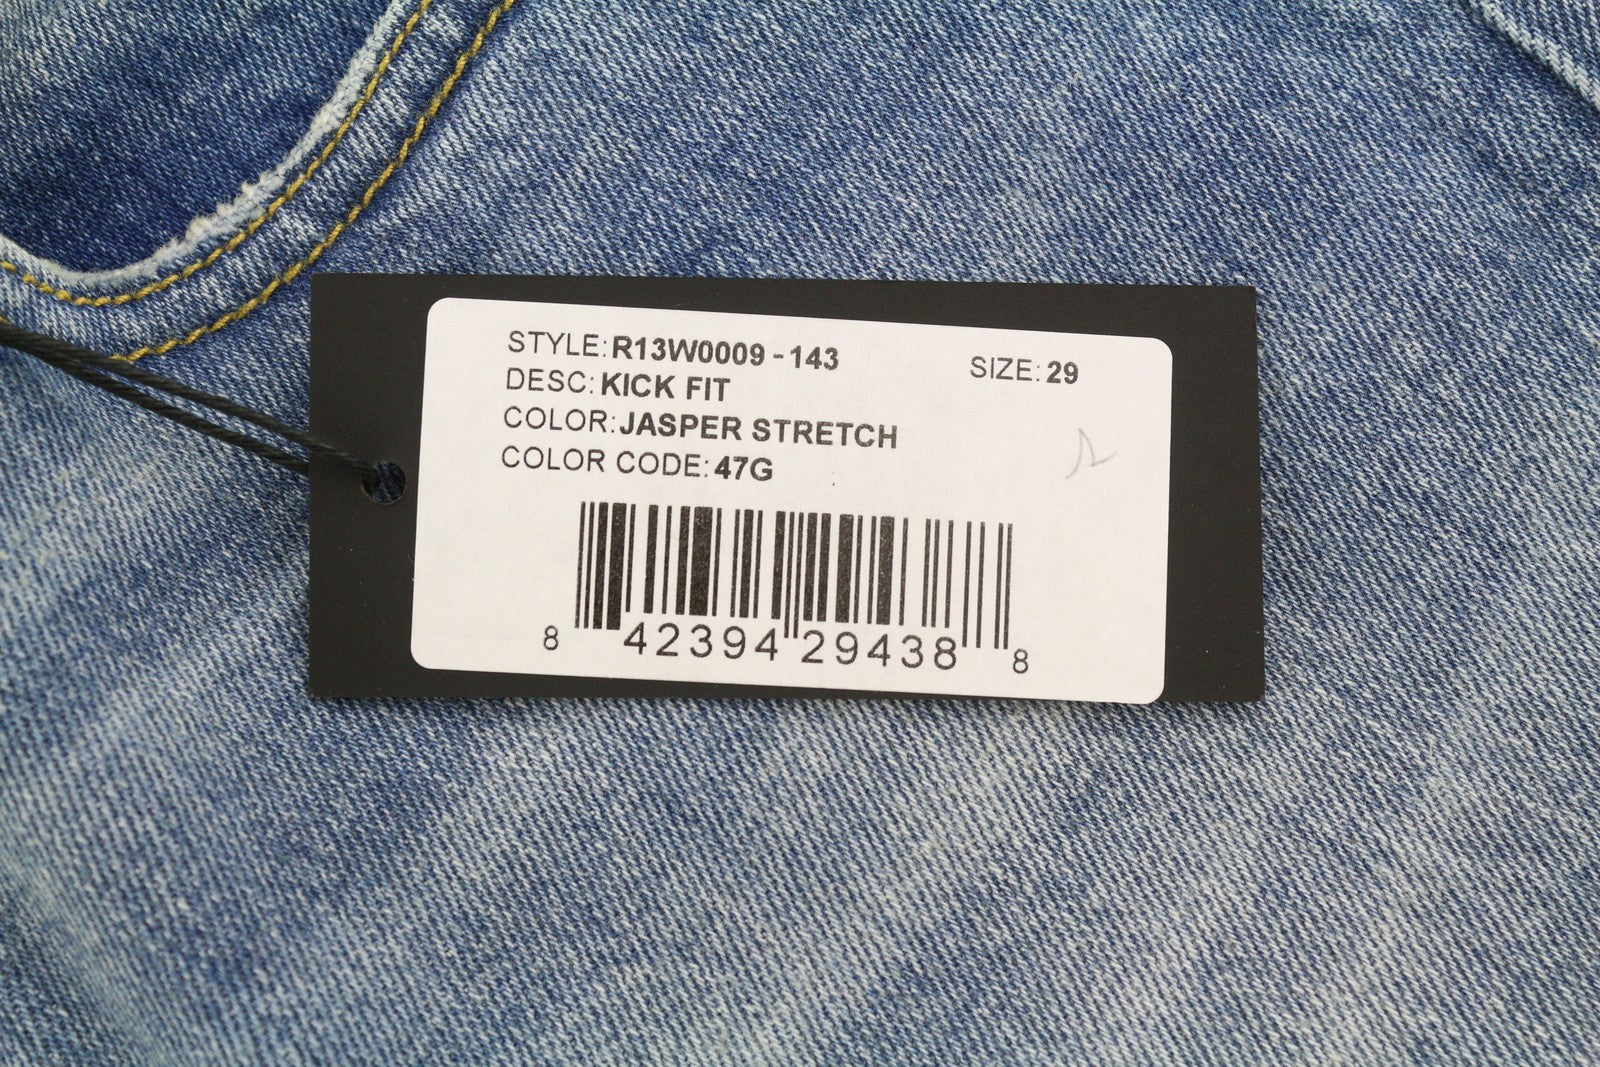 STYLE: R13W0009 - 143 SIZE: 29
DESC: KICK FIT
COLOR: JASPER STRETCH
COLOR CODE: 47G
8 42394 29438 8